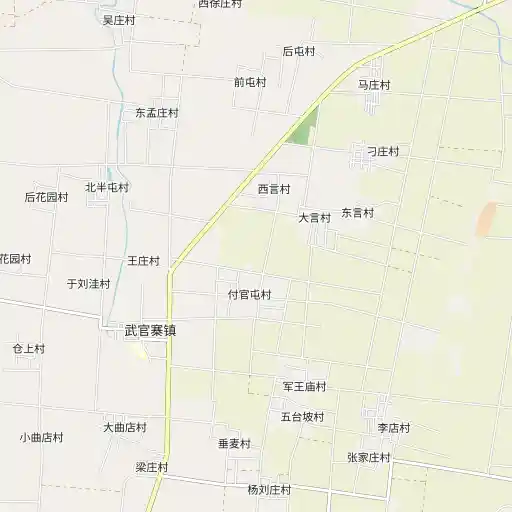 西徐庄村
吴庄村
后屯村
前屯村
马庄村
东孟庄村
刁庄村
北半屯村
西言村
后花园村
大言村
东言村
花园村
王庄村
于刘洼村
付官屯村
武官寨镇
仓上村
军王庙村
五台坡村
大曲店村
李店村
小曲店村
垂麦村
张家庄村
梁庄村
杨刘庄村